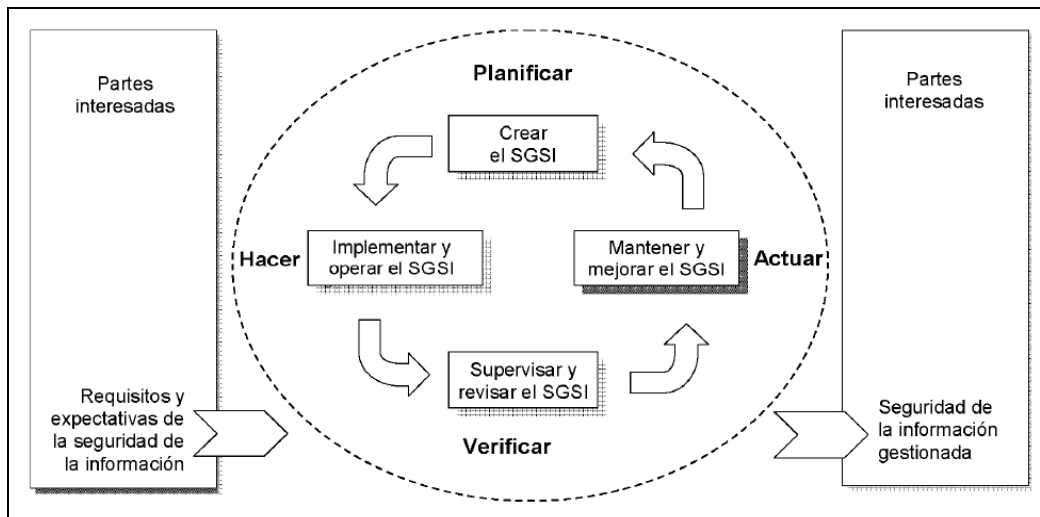 Partes
interesadas
Requisitos y
expectativas de
la seguridad de
la información
Planificar
Crear
el SGSI
Hacer
Implementar y
operar el SGSI
Mantener y
mejorar el SGSI
Actuar
Supervisar y
revisar el SGSI
Verificar
Partes
interesadas
Seguridad de
la información
gestionada